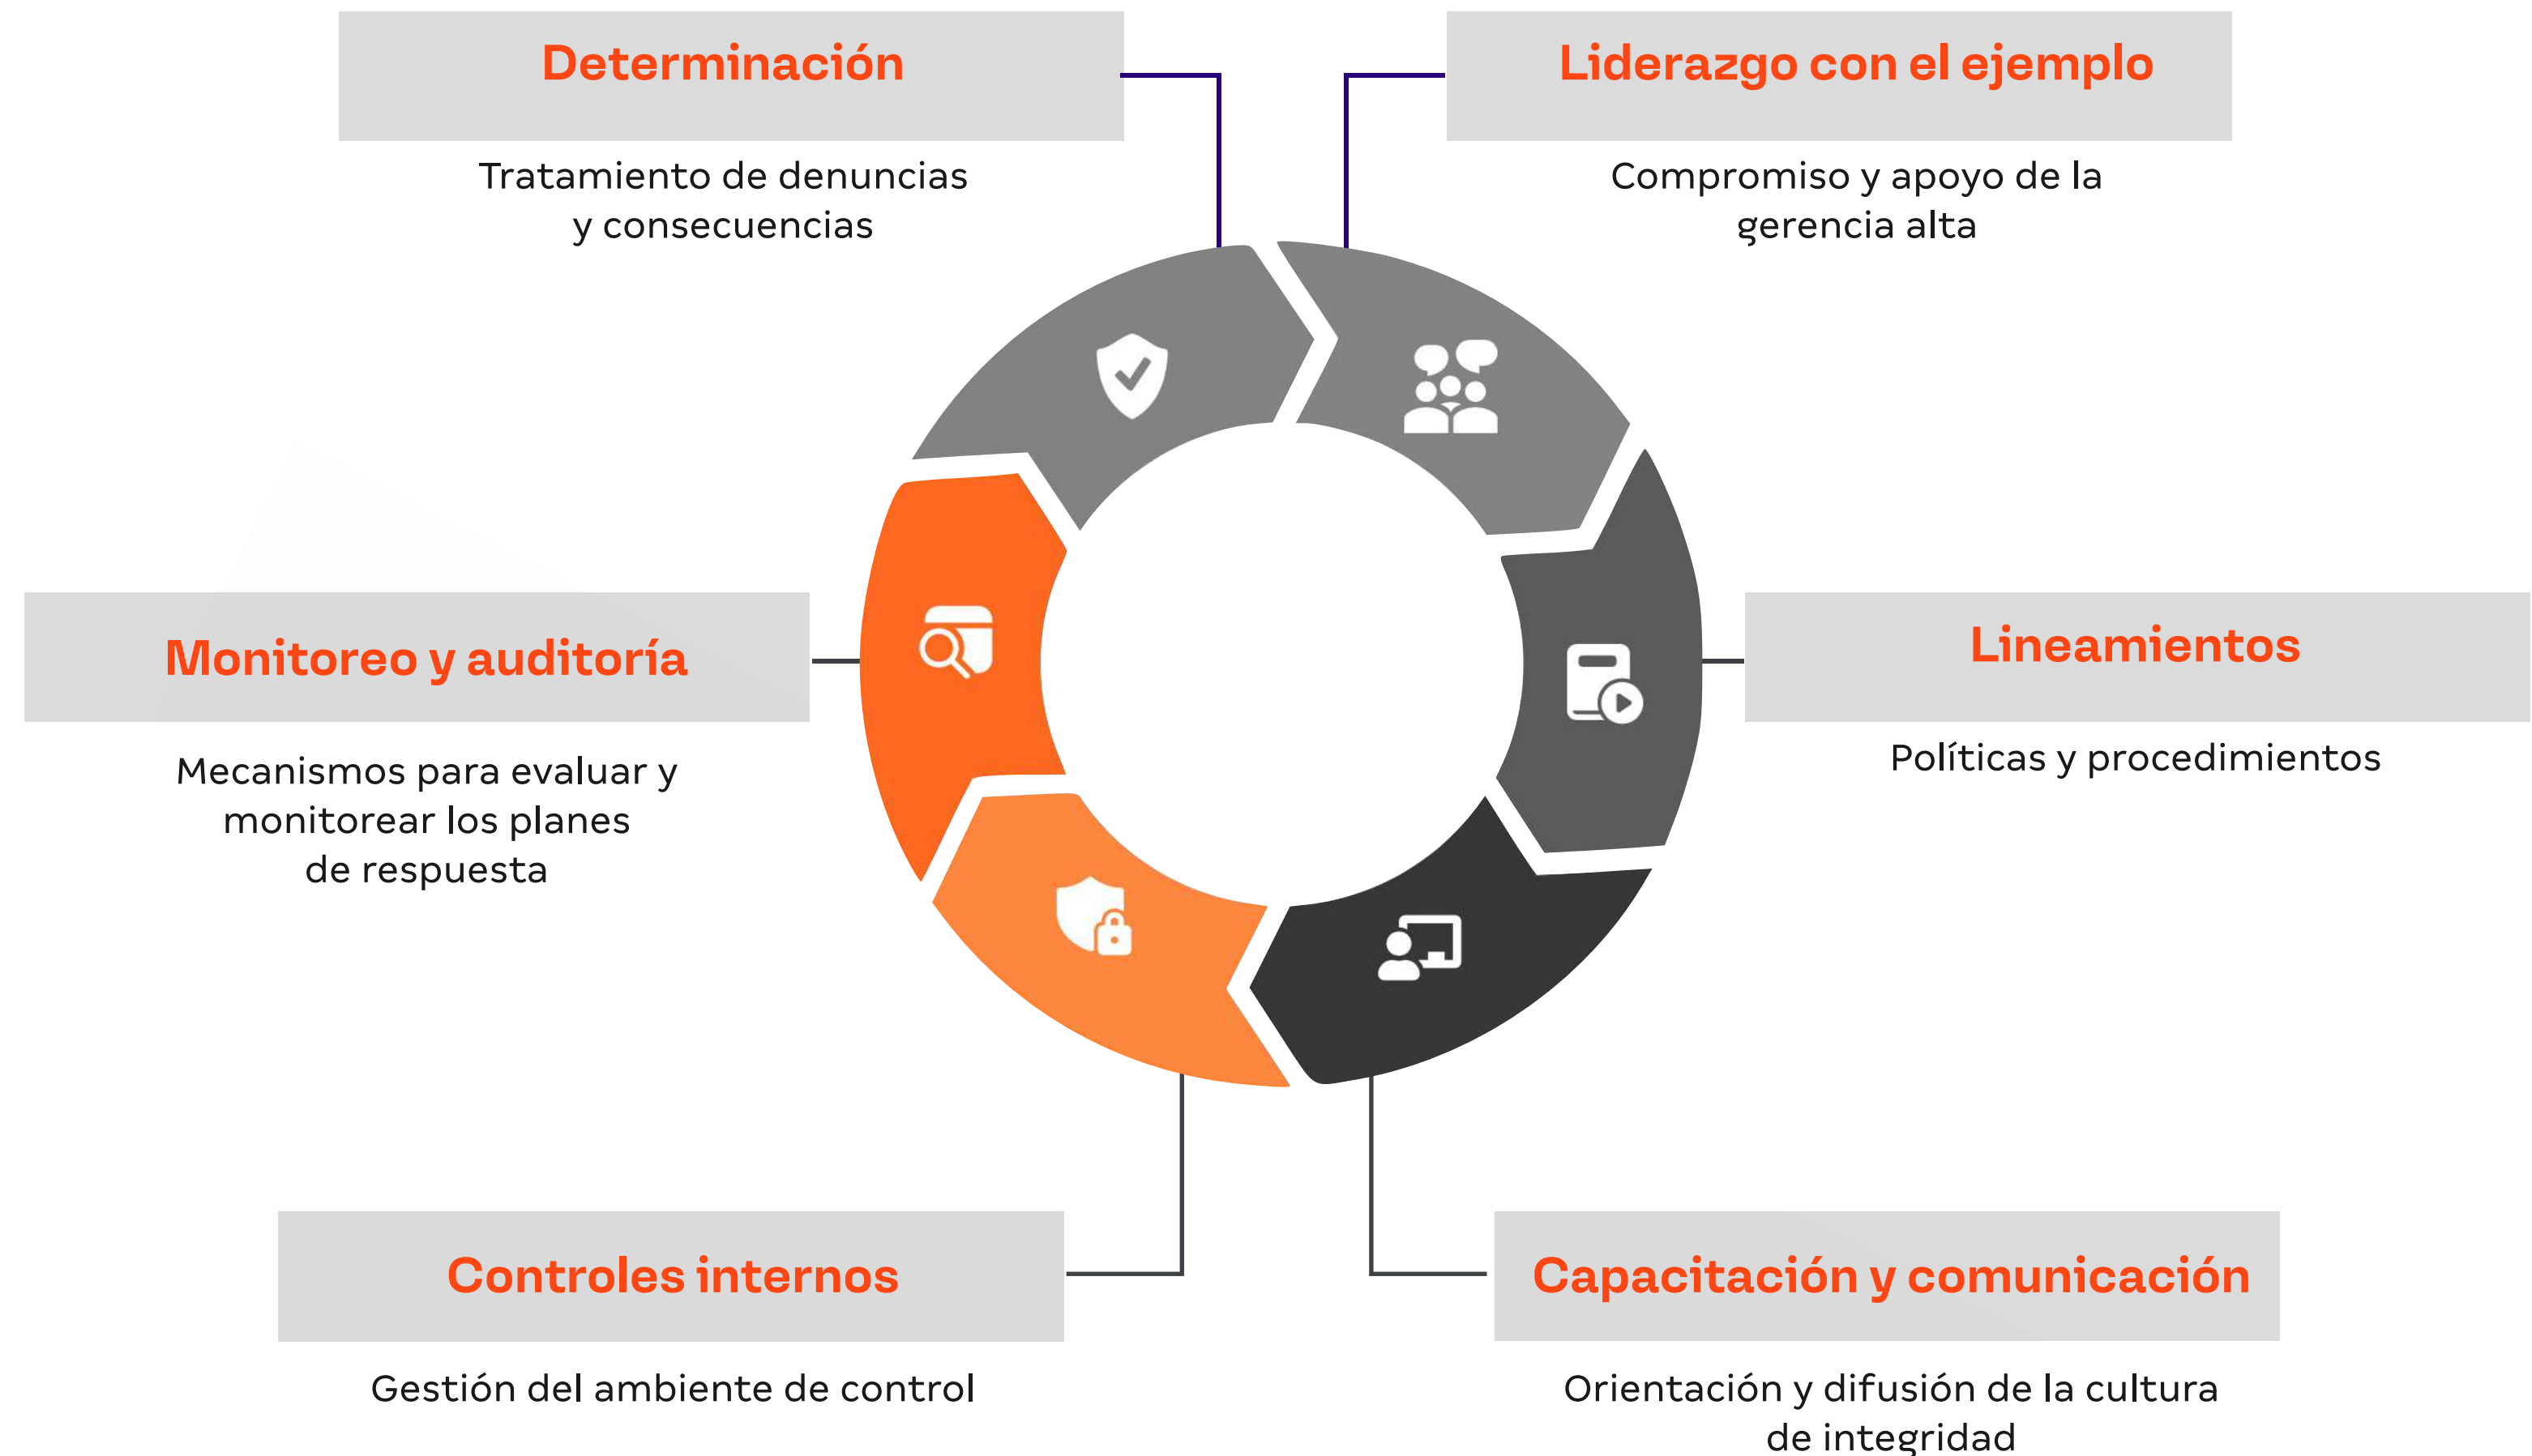 Determinación
Tratamiento de denuncias
y consecuencias
Liderazgo con el ejemplo
Compromiso y apoyo de la
gerencia alta
Monitoreo y auditoría
Mecanismos para evaluar y
monitorear los planes
de respuesta
Lineamientos
Políticas y procedimientos
Controles internos
Gestión del ambiente de control
Capacitación y comunicación
Orientación y difusión de la cultura
de integridad